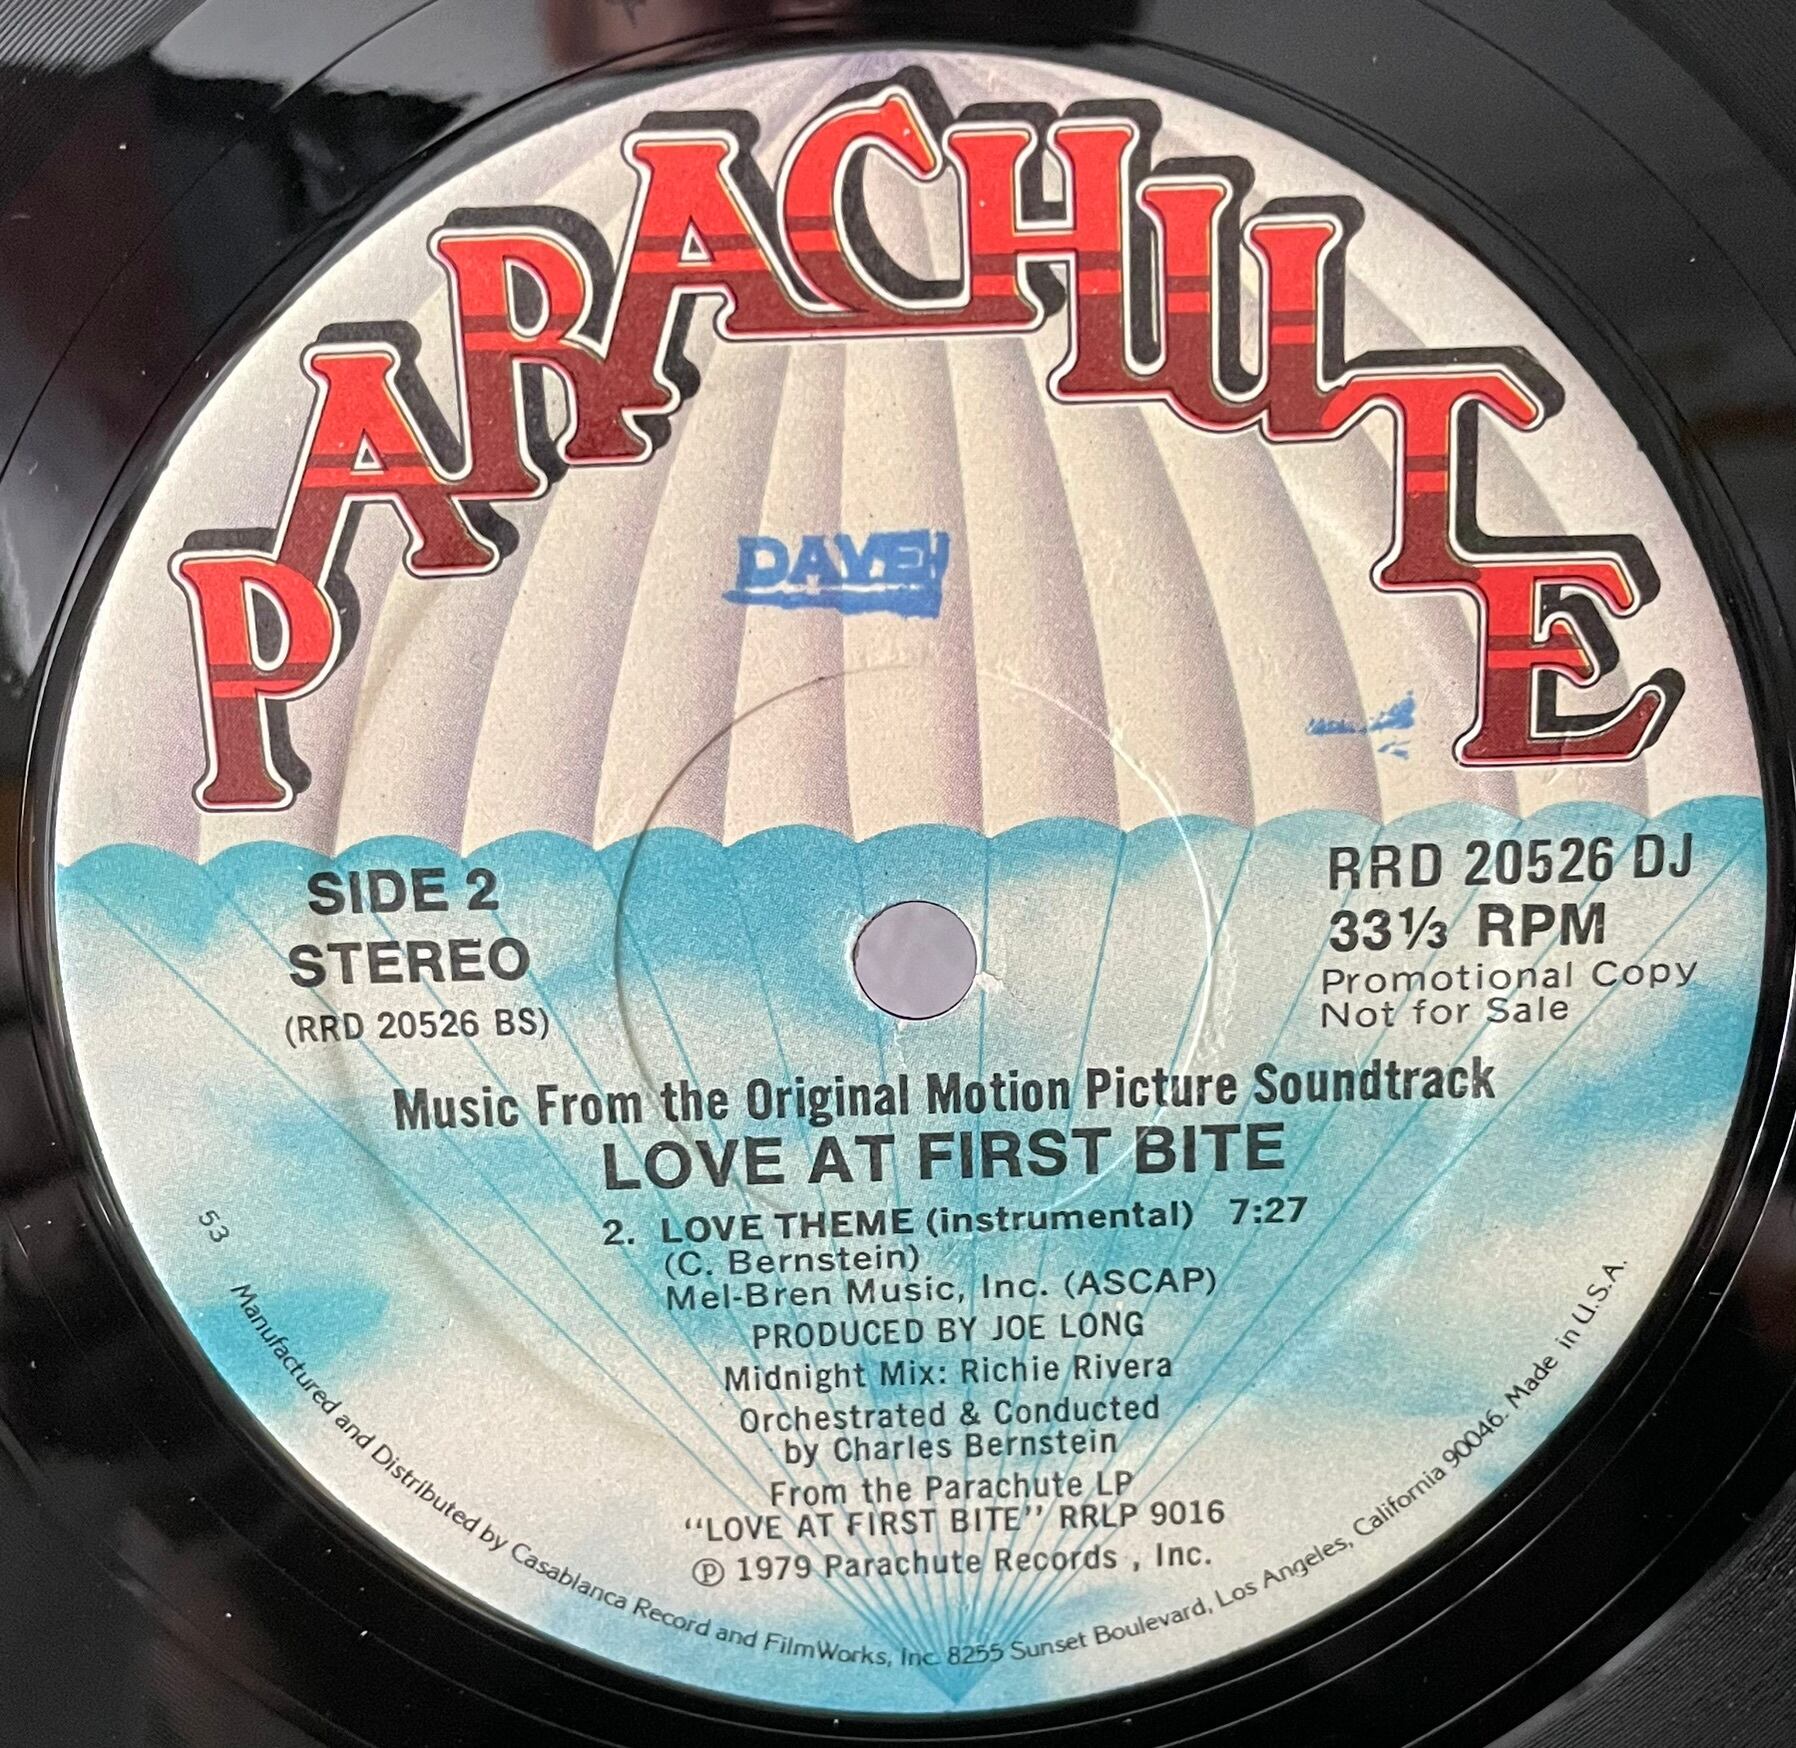 PARACHUTE
DAVE
SIDE 2
STEREO
(RRD 20526 BS)
RRD 20526 DJ
33⅓ RPM
Promotional Copy
Not for Sale
Music From the Original Motion Picture Soundtrack
LOVE AT FIRST BITE
2. LOVE THEME (instrumental) 7:27
(C. Bernstein)
Mel-Bren Music, Inc. (ASCAP)
PRODUCED BY JOE LONG
Midnight Mix: Richie Rivera
Orchestrated & Conducted
by Charles Bernstein
From the Parachute LP
“LOVE AT FIRST BITE” RRLP 9016
℗ 1979 Parachute Records , Inc.
53
Manufactured and Distributed by Casablanca Record and FilmWorks, Inc. 8255 Sunset Boulevard, Los Angeles, California 90046. Made in U.S.A.